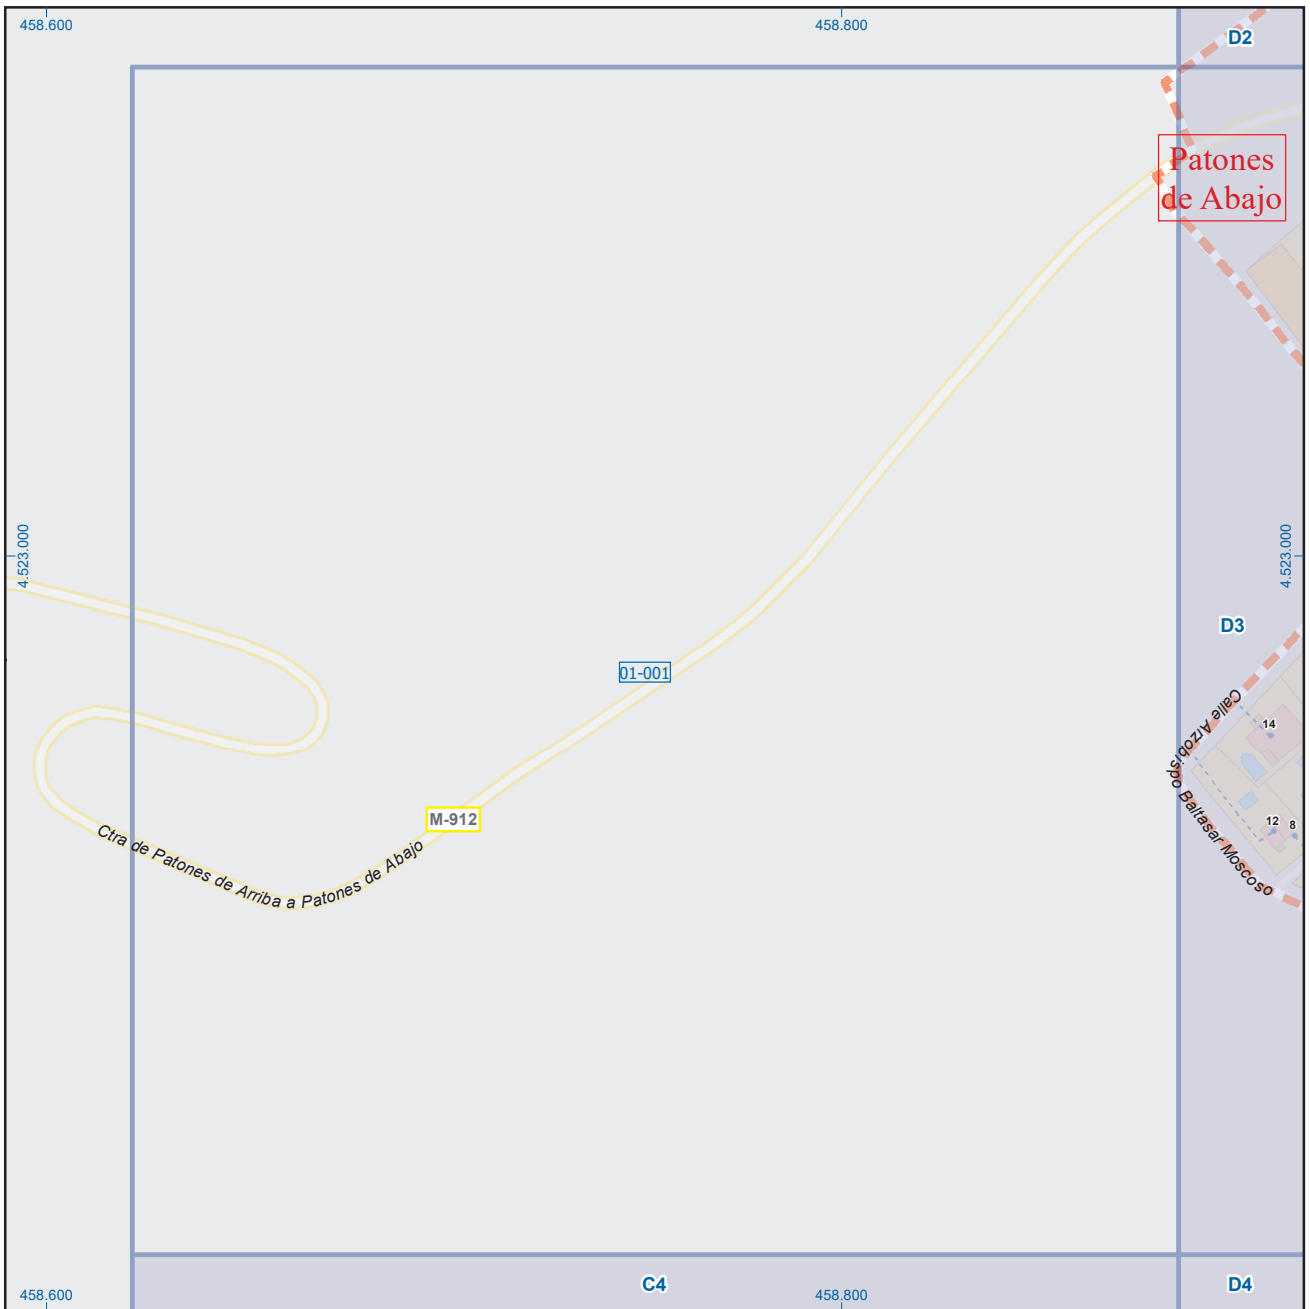 458.600
458.800
D2
Patones
de Abajo
4.523.000
4.523.000
D3
01-001
Calle Arzobispo Baltasar Moscoso
14
M-912
12
8
Ctra de Patones de Arriba a Patones de Abajo
C4
D4
458.600
458.800